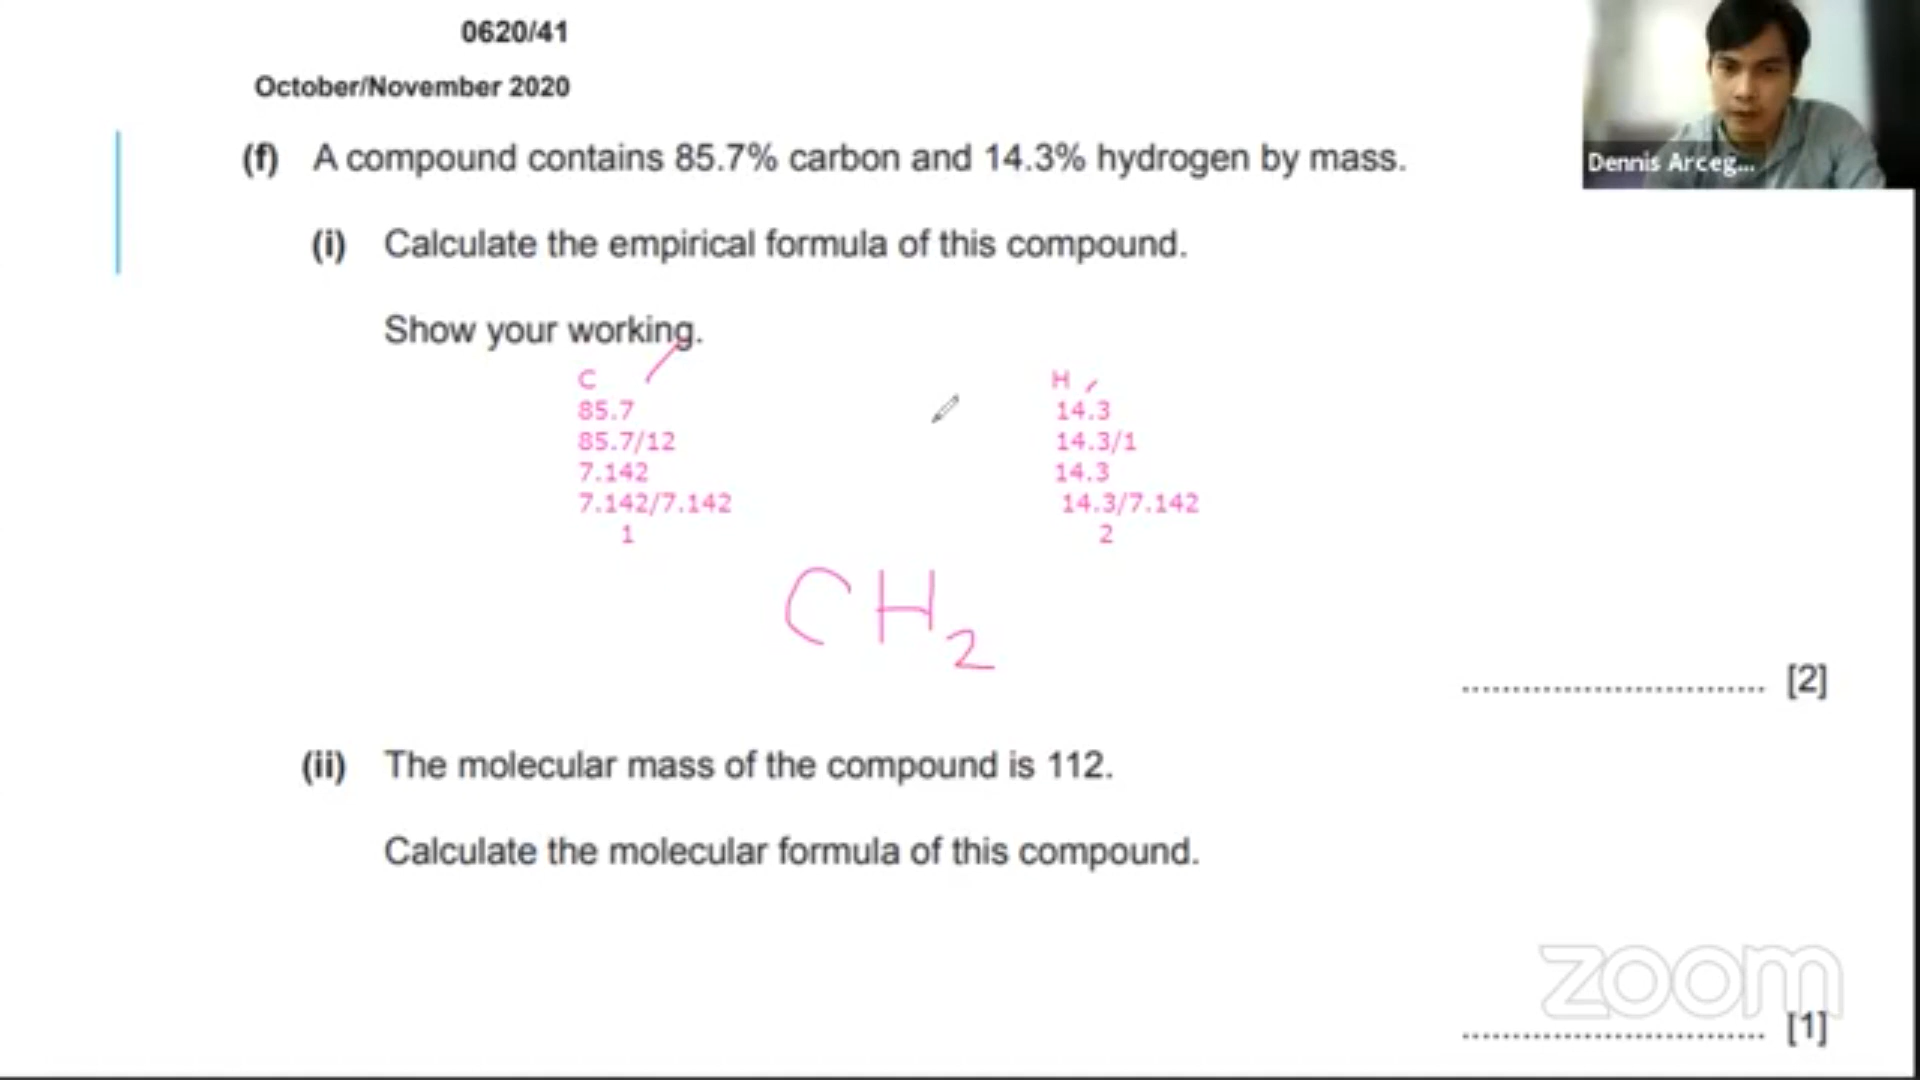 0620/41
October/November 2020
Dennis Arceg...
(f) A compound contains 85.7% carbon and 14.3% hydrogen by mass.
(i) Calculate the empirical formula of this compound.
Show your working.
C H
85.7 14.3
85.7/12 14.3/1
7.142 14.3
7.142/7.142 14.3/7.142
1 2
CH2
............................. [2]
(ii) The molecular mass of the compound is 112.
Calculate the molecular formula of this compound.
zoom
............................. [1]